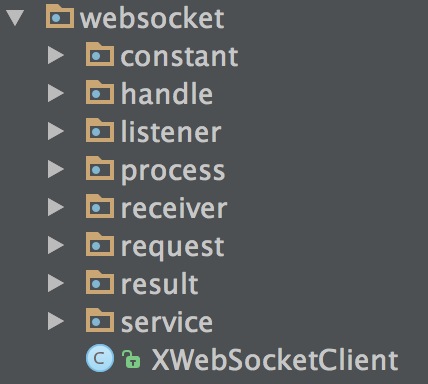 websocket
constant
handle
listener
process
receiver
request
result
service
C XWebSocketClient